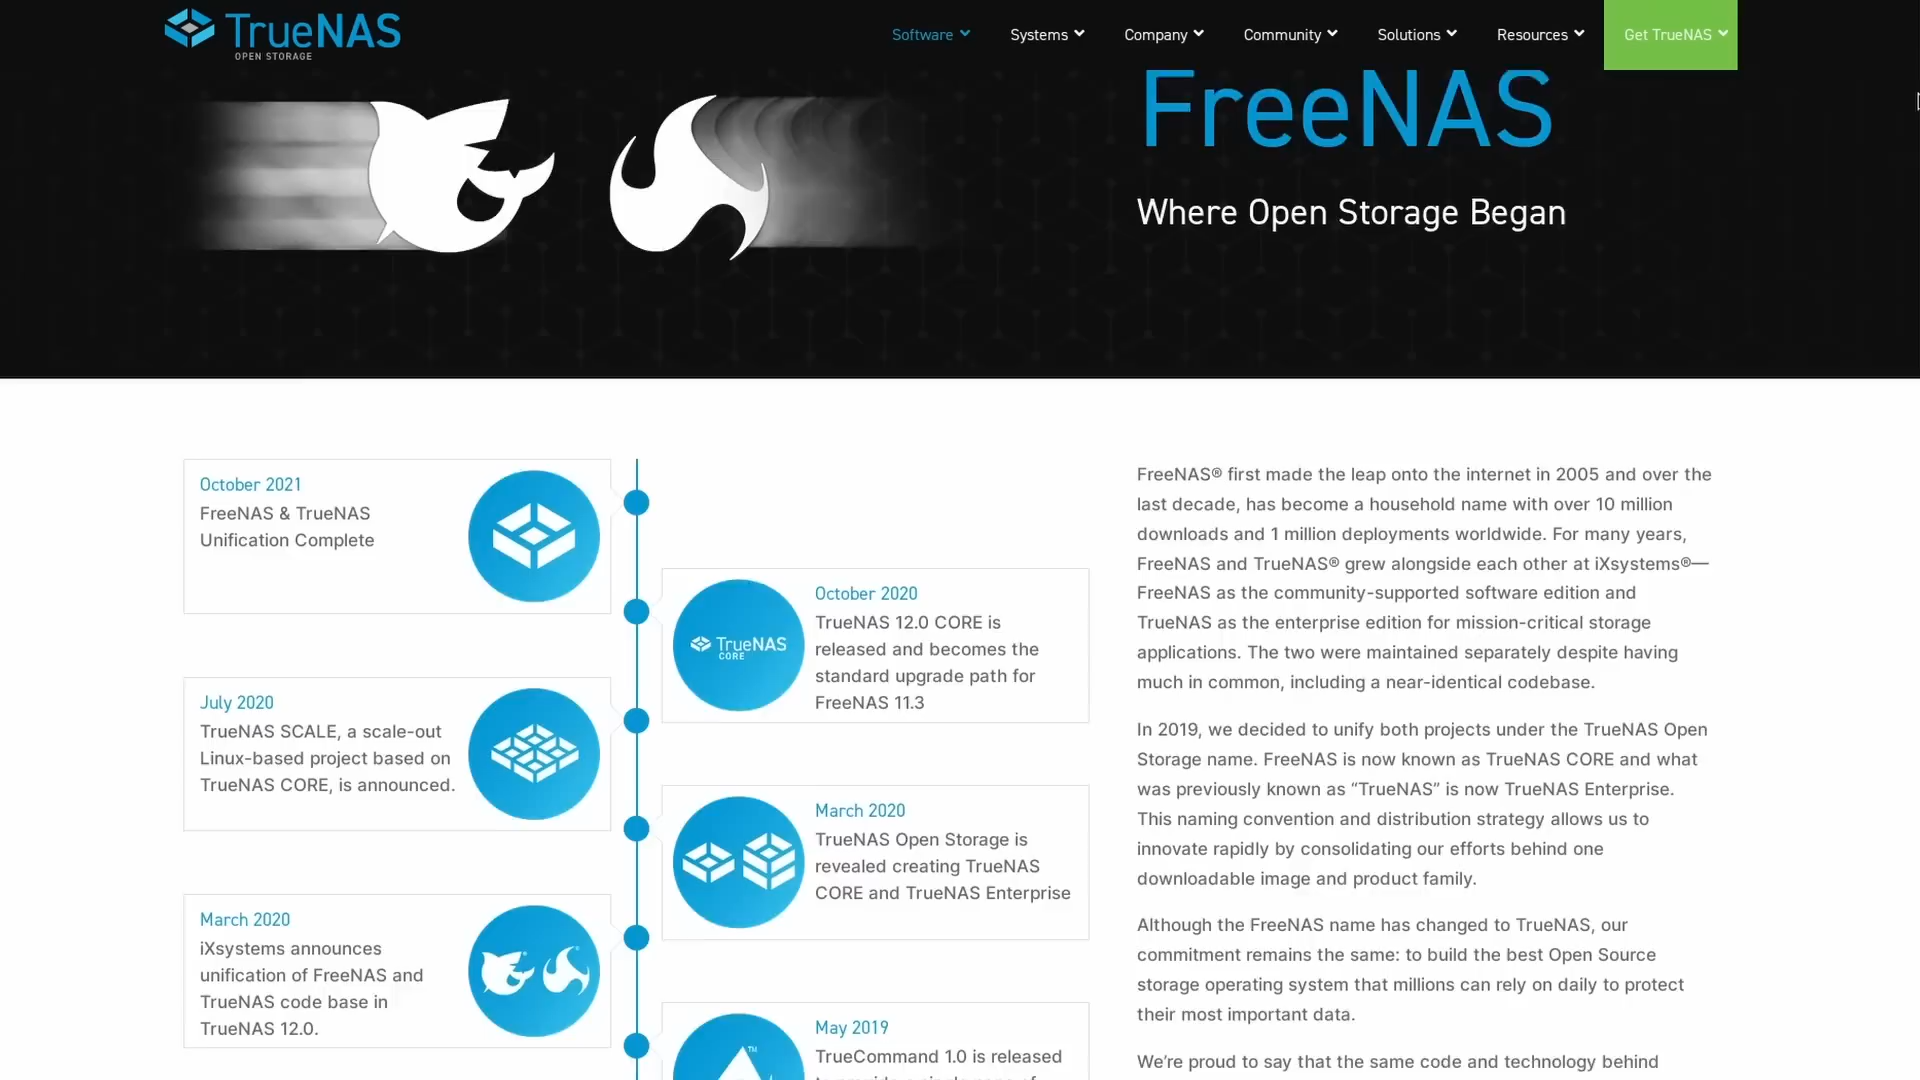 TrueNAS
OPEN STORAGE
Software
Systems
Company
Community
Solutions
Resources
Get TrueNAS
FreeNAS
Where Open Storage Began
October 2021
FreeNAS & TrueNAS
Unification Complete
October 2020
TrueNAS 12.0 CORE is
released and becomes the
standard upgrade path for
FreeNAS 11.3
TrueNAS
CORE
July 2020
TrueNAS SCALE, a scale-out
Linux-based project based on
TrueNAS CORE, is announced.
March 2020
TrueNAS Open Storage is
revealed creating TrueNAS
CORE and TrueNAS Enterprise
March 2020
iXsystems announces
unification of FreeNAS and
TrueNAS code base in
TrueNAS 12.0.
May 2019
TrueCommand 1.0 is released
TM
FreeNAS® first made the leap onto the internet in 2005 and over the
last decade, has become a household name with over 10 million
downloads and 1 million deployments worldwide. For many years,
FreeNAS and TrueNAS® grew alongside each other at iXsystems®—
FreeNAS as the community-supported software edition and
TrueNAS as the enterprise edition for mission-critical storage
applications. The two were maintained separately despite having
much in common, including a near-identical codebase.
In 2019, we decided to unify both projects under the TrueNAS Open
Storage name. FreeNAS is now known as TrueNAS CORE and what
was previously known as “TrueNAS” is now TrueNAS Enterprise.
This naming convention and distribution strategy allows us to
innovate rapidly by consolidating our efforts behind one
downloadable image and product family.
Although the FreeNAS name has changed to TrueNAS, our
commitment remains the same: to build the best Open Source
storage operating system that millions can rely on daily to protect
their most important data.
We’re proud to say that the same code and technology behind